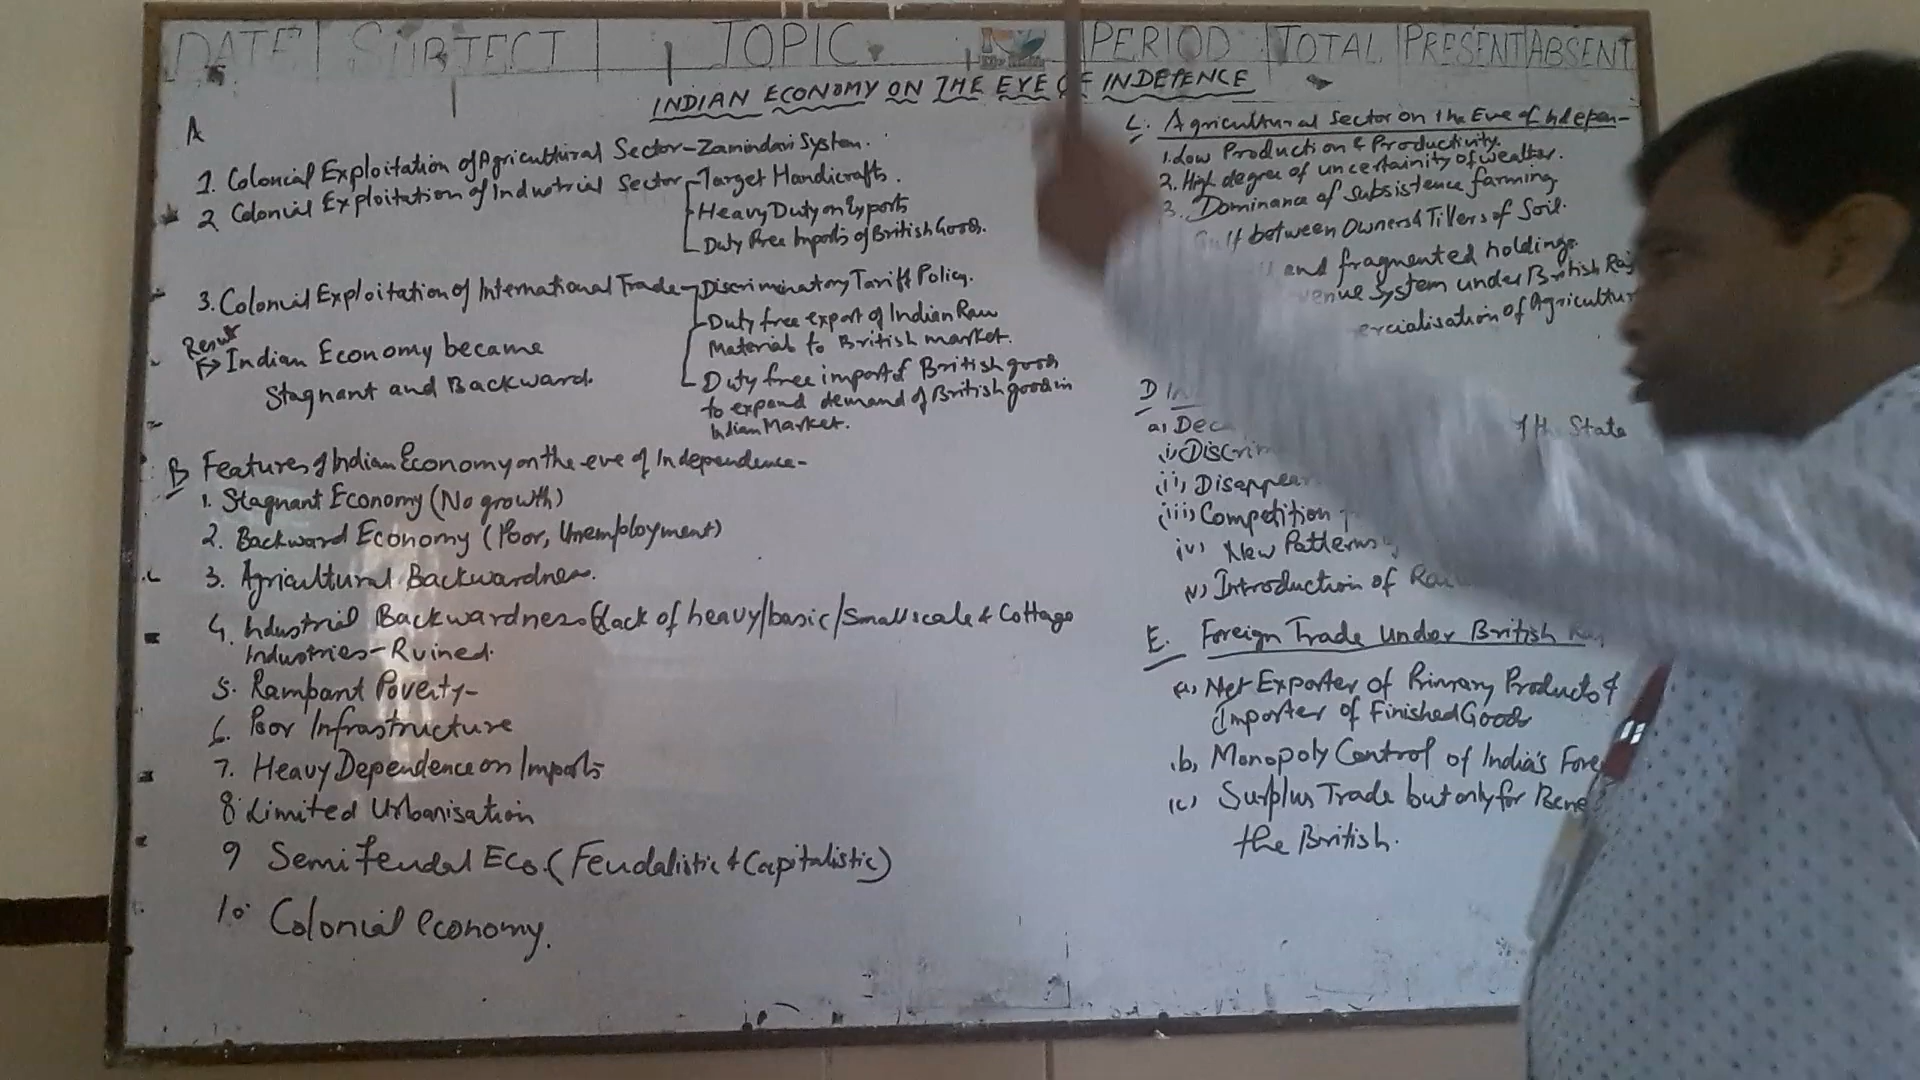 DATE SUBJECT TOPIC PERIOD TOTAL PRESENT ABSENT
INDIAN ECONOMY ON THE EVE OF INDEPENCE
A
1. Colonial Exploitation of Agricultural Sector - Zamindari System.
2 Colonial Exploitation of Industrial Sector - Target Handicrafts.
Heavy Duty on Exports
Duty Free Imports of British Goods.
3. Colonial Exploitation of International Trade - Discriminatory Tariff Policy.
Duty free export of Indian Raw
Material to British market.
Duty free import of British goods
to expand demand of British goods in
Indian Market.
Result
Indian Economy became
Stagnant and Backward.
B Features of Indian Economy on the eve of Independence -
1. Stagnant Economy (No growth)
2. Backward Economy (Poor, Unemployment)
3. Agricultural Backwardness.
4. Industrial Backwardness (Lack of heavy/basic/Small scale & Cottage
Industries - Ruined.
5. Rampant Poverty -
6. Poor Infrastructure
7. Heavy Dependence on Imports
8. Limited Urbanisation
9 Semi feudal Eco. (Feudalistic & Capitalistic)
10. Colonial economy.
C. Agricultural Sector on the Eve of Indepen-
1. Low Production & Productivity.
2. High degree of uncertainity of weather.
3. Dominance of subsistence farming
Gulf between Owners & Tillers of Soil.
and fragmented holdings
System under British Raj
of Agricultur
D
a)
of the State
(i)
(ii)
(iii) Competition
iv) New Patterns
v) Introduction of
E. Foreign Trade under British
(a) Net Exporter of Primary Products &
Importer of Finished Goods
(b) Monopoly Control of India's
(c) Surplus Trade but only for
the British.